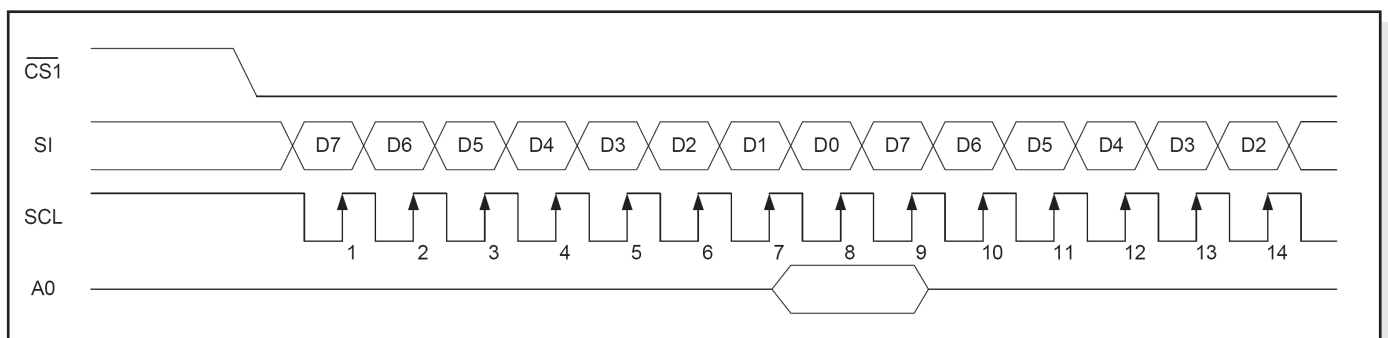 CS1
SI D7 D6 D5 D4 D3 D2 D1 D0 D7 D6 D5 D4 D3 D2
SCL
1 2 3 4 5 6 7 8 9 10 11 12 13 14
A0